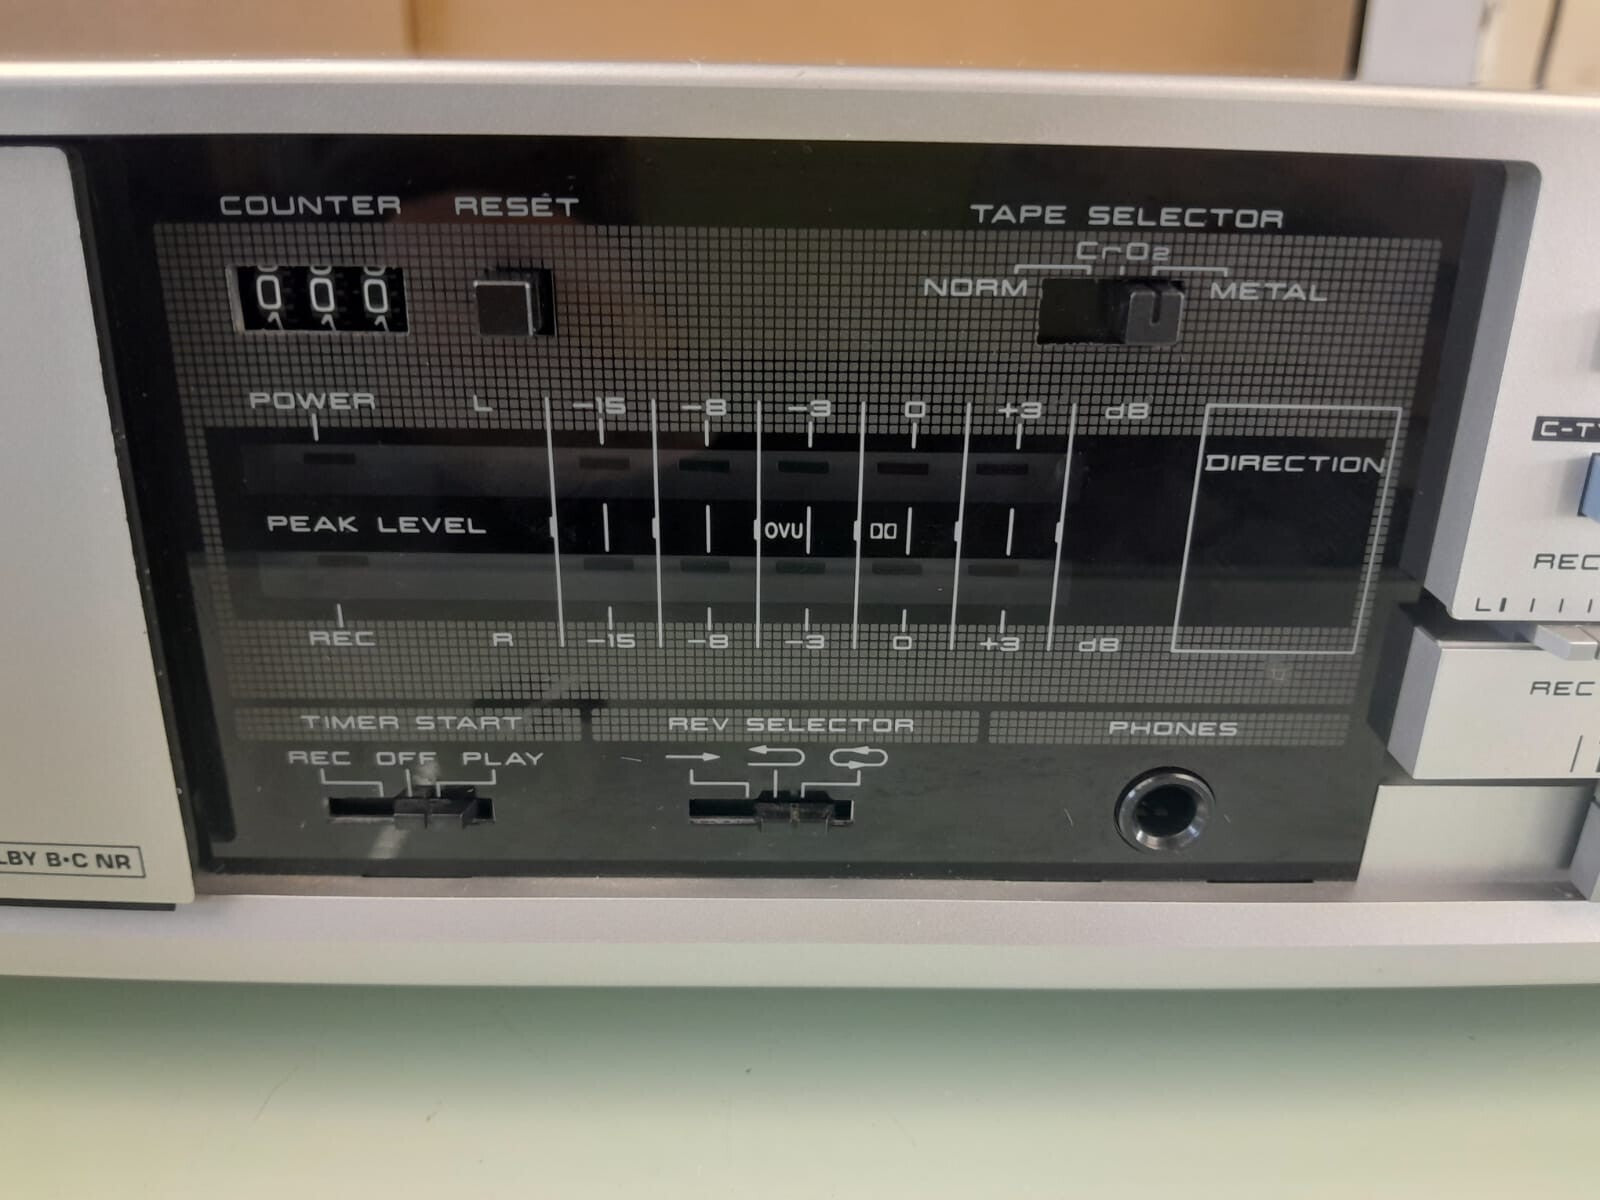 COUNTER RESET
TAPE SELECTOR
CrO2
NORM METAL
000
POWER L -15 -8 -3 0 +3 dB
DIRECTION
PEAK LEVEL 0VU
REC R -15 -8 -3 0 +3 dB
TIMER START REV SELECTOR PHONES
REC OFF PLAY
B•C NR
REC
L
REC